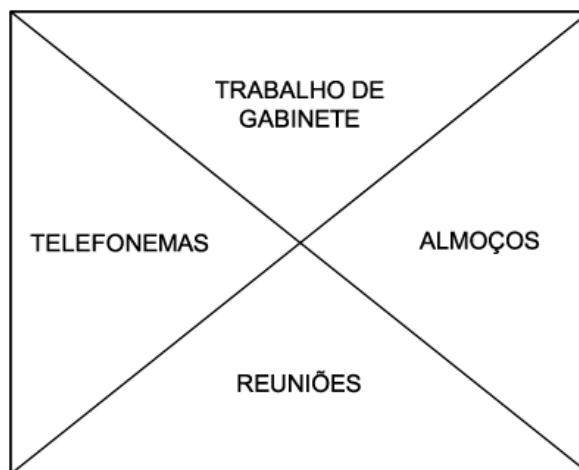 TRABALHO DE
GABINETE
TELEFONEMAS
ALMOÇOS
REUNIÕES